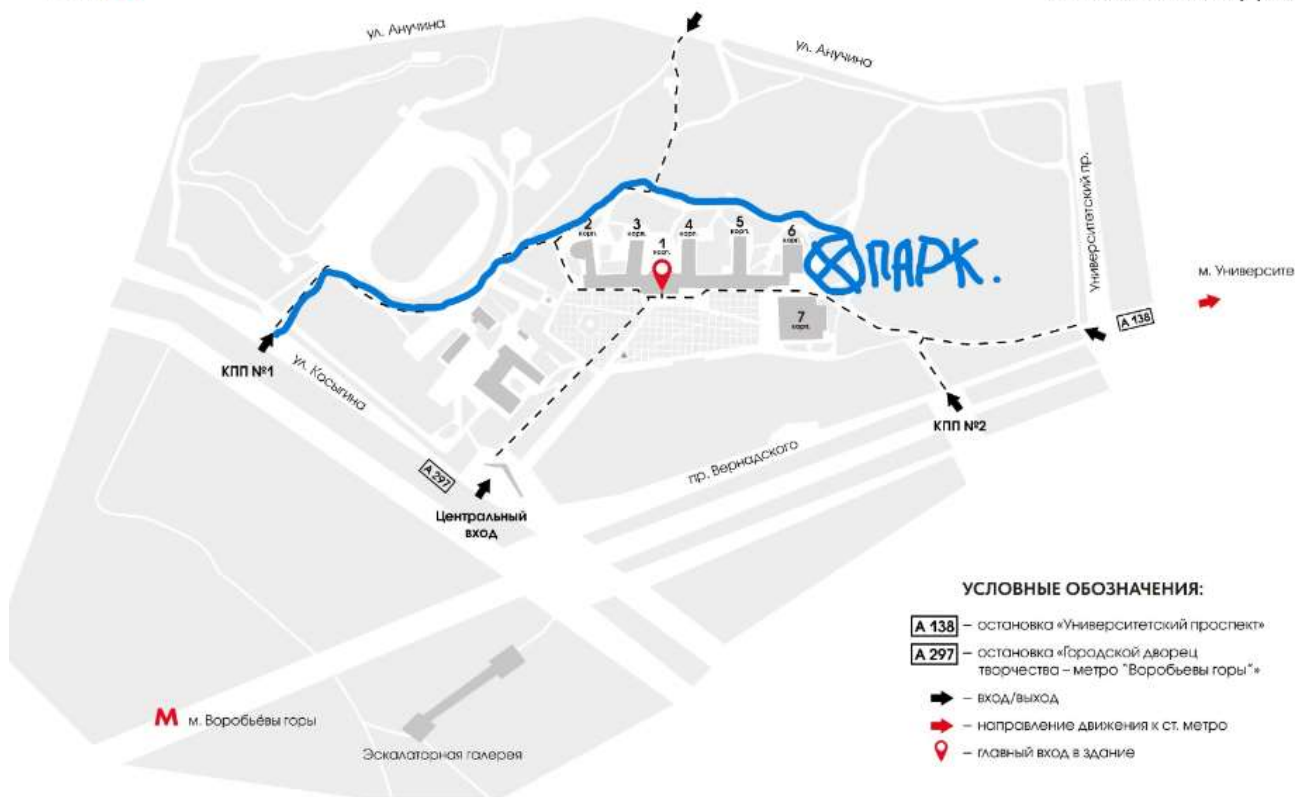 ул. Анучина
ул. Анучина
Университетский пр.
2
корп.
3
корп.
1
корп.
4
корп.
5
корп.
6
корп.
ПАРК.
м. Университе
А 138
7
корп.
КПП №1
ул. Косыгина
КПП №2
пр. Вернадского
А 297
Центральный
вход
УСЛОВНЫЕ ОБОЗНАЧЕНИЯ:
А 138 – остановка «Университетский проспект»
А 297 – остановка «Городской дворец
творчества – метро "Воробьевы горы"»
– вход/выход
– направление движения к ст. метро
– главный вход в здание
М м. Воробьёвы горы
Эскалаторная галерея